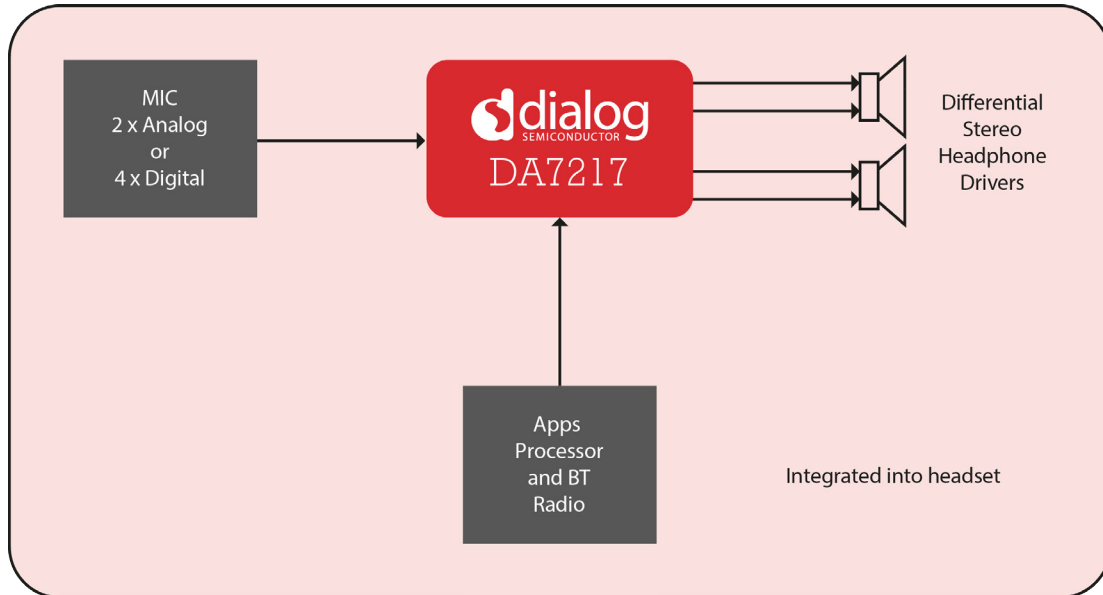 MIC
2 x Analog
or
4 x Digital
dialog
SEMICONDUCTOR
DA7217
Differential
Stereo
Headphone
Drivers
Apps
Processor
and BT
Radio
Integrated into headset